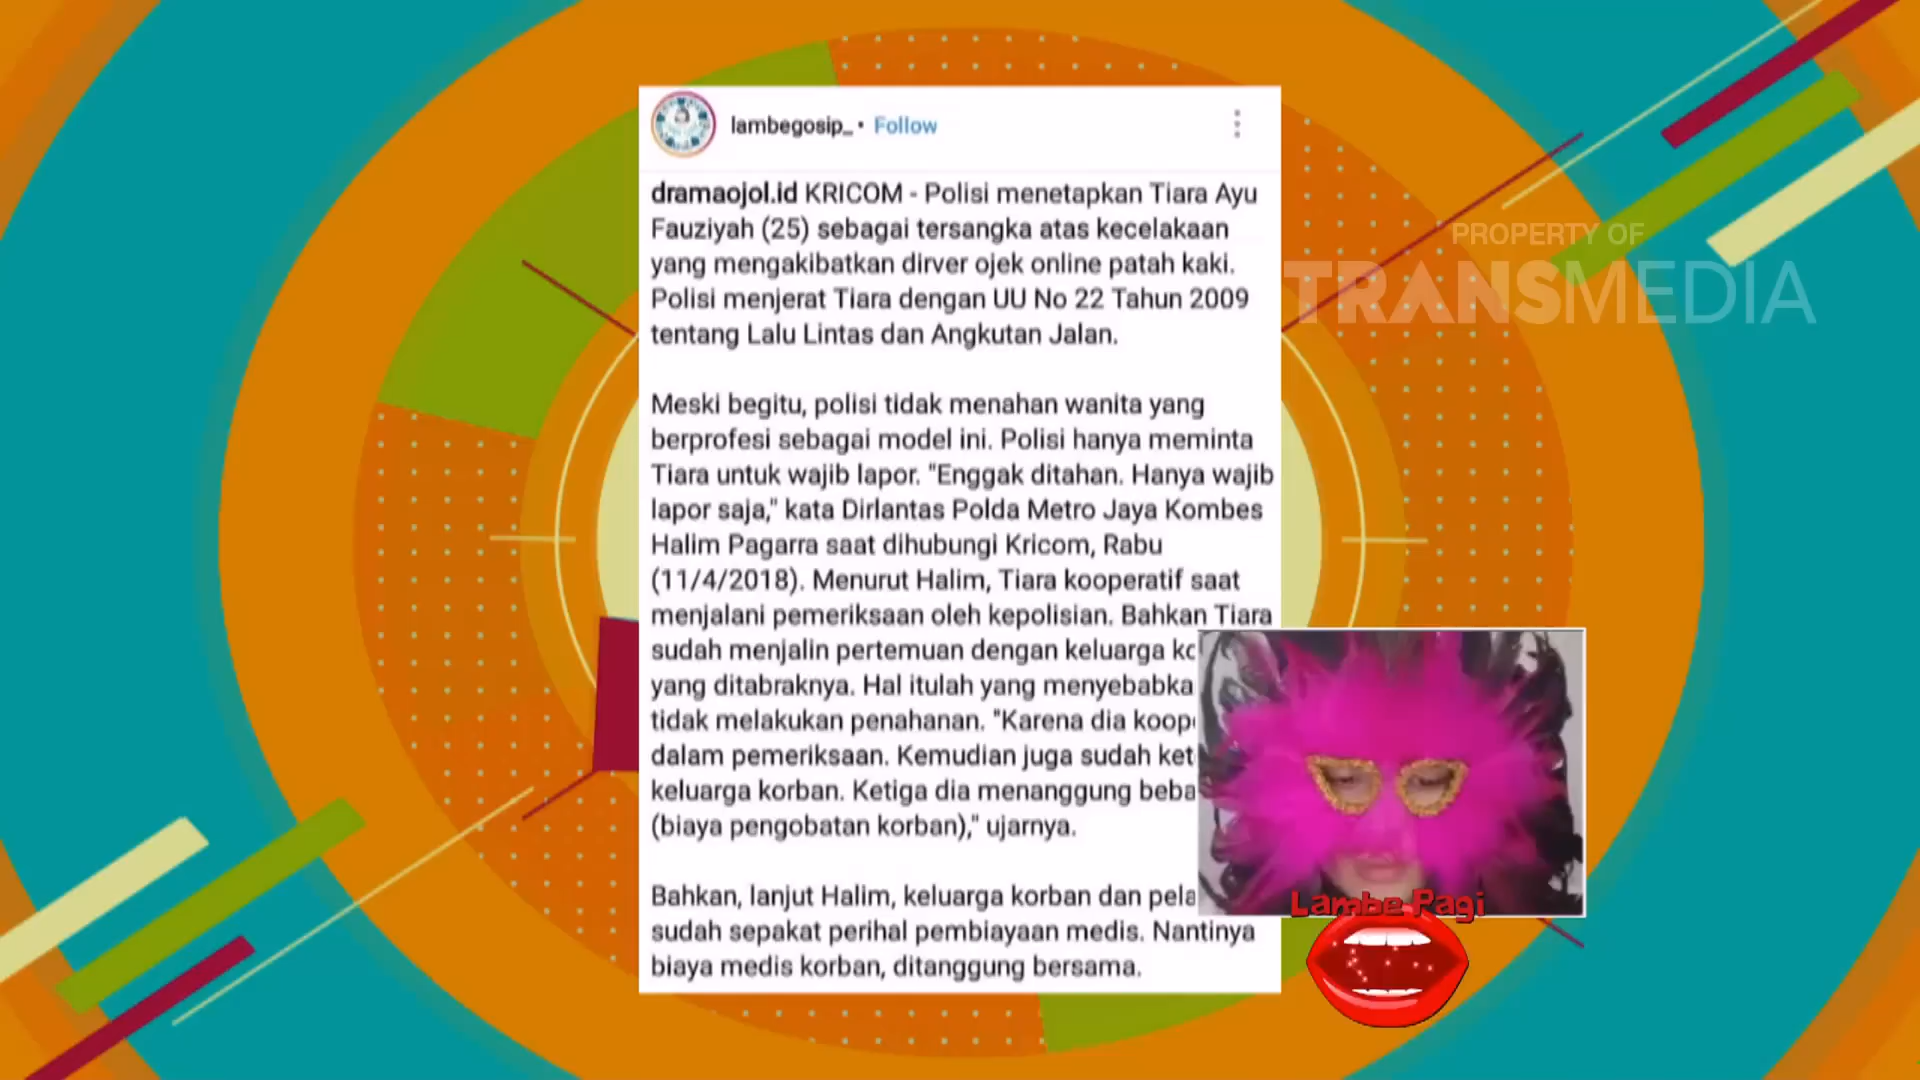 lambegosip_ • Follow
dramaojol.id KRICOM - Polisi menetapkan Tiara Ayu
Fauziyah (25) sebagai tersangka atas kecelakaan
yang mengakibatkan dirver ojek online patah kaki.
Polisi menjerat Tiara dengan UU No 22 Tahun 2009
tentang Lalu Lintas dan Angkutan Jalan.
Meski begitu, polisi tidak menahan wanita yang
berprofesi sebagai model ini. Polisi hanya meminta
Tiara untuk wajib lapor. "Enggak ditahan. Hanya wajib
lapor saja," kata Dirlantas Polda Metro Jaya Kombes
Halim Pagarra saat dihubungi Kricom, Rabu
(11/4/2018). Menurut Halim, Tiara kooperatif saat
menjalani pemeriksaan oleh kepolisian. Bahkan Tiara
sudah menjalin pertemuan dengan keluarga
yang ditabraknya. Hal itulah yang
tidak melakukan penahanan. "Karena dia
dalam pemeriksaan. Kemudian juga sudah
keluarga korban. Ketiga dia menanggung
(biaya pengobatan korban)," ujarnya.
Bahkan, lanjut Halim, keluarga korban dan
sudah sepakat perihal pembiayaan medis. Nantinya
biaya medis korban, ditanggung bersama.
PROPERTY OF
TRANSMEDIA
Lambe Pagi